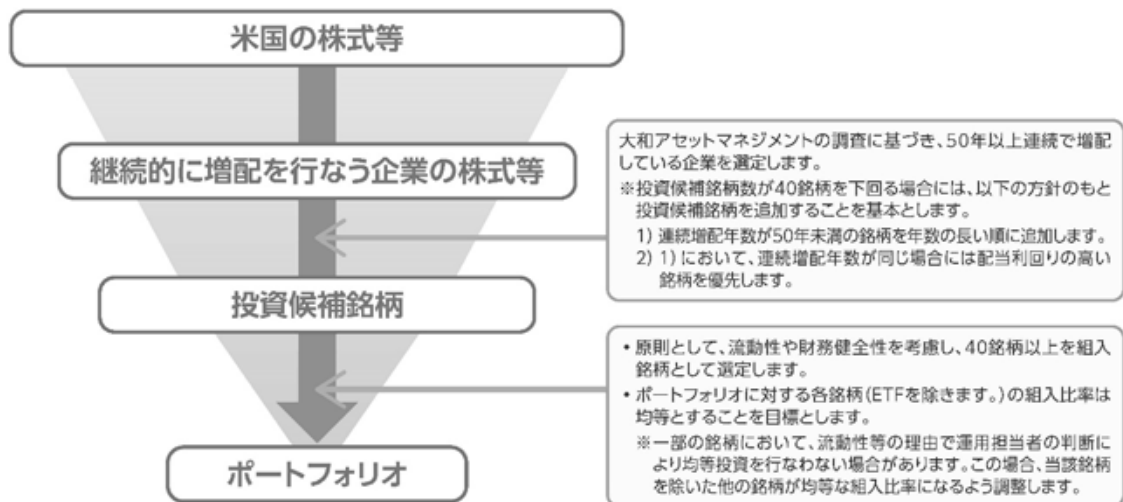 米国の株式等
継続的に増配を行なう企業の株式等
大和アセットマネジメントの調査に基づき、50年以上連続で増配
している企業を選定します。
※投資候補銘柄数が40銘柄を下回る場合には、以下の方針のもと
投資候補銘柄を追加することを基本とします。
1) 連続増配年数が50年未満の銘柄を年数の長い順に追加します。
2) 1) において、連続増配年数が同じ場合には配当利回りの高い
銘柄を優先します。
投資候補銘柄
• 原則として、流動性や財務健全性を考慮し、40銘柄以上を組入
銘柄として選定します。
• ポートフォリオに対する各銘柄(ETFを除きます。)の組入比率は
均等とすることを目標とします。
※一部の銘柄において、流動性等の理由で運用担当者の判断に
より均等投資を行なわない場合があります。この場合、当該銘柄
を除いた他の銘柄が均等な組入比率になるよう調整します。
ポートフォリオ